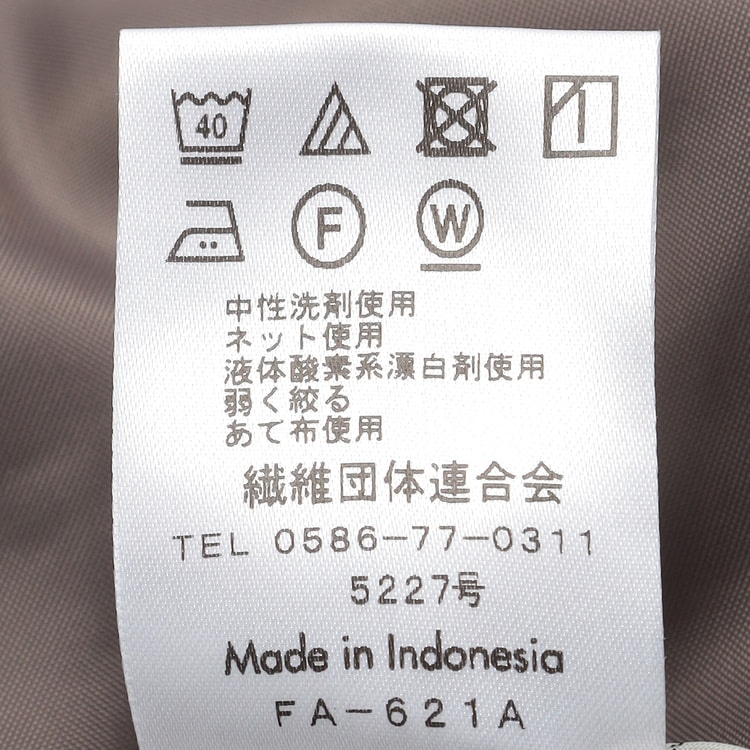 40
F W
中性洗剤使用
ネット使用
液体酸素系漂白剤使用
弱く絞る
あて布使用
繊維団体連合会
TEL 0586-77-0311
5227号
Made in Indonesia
FA-621A